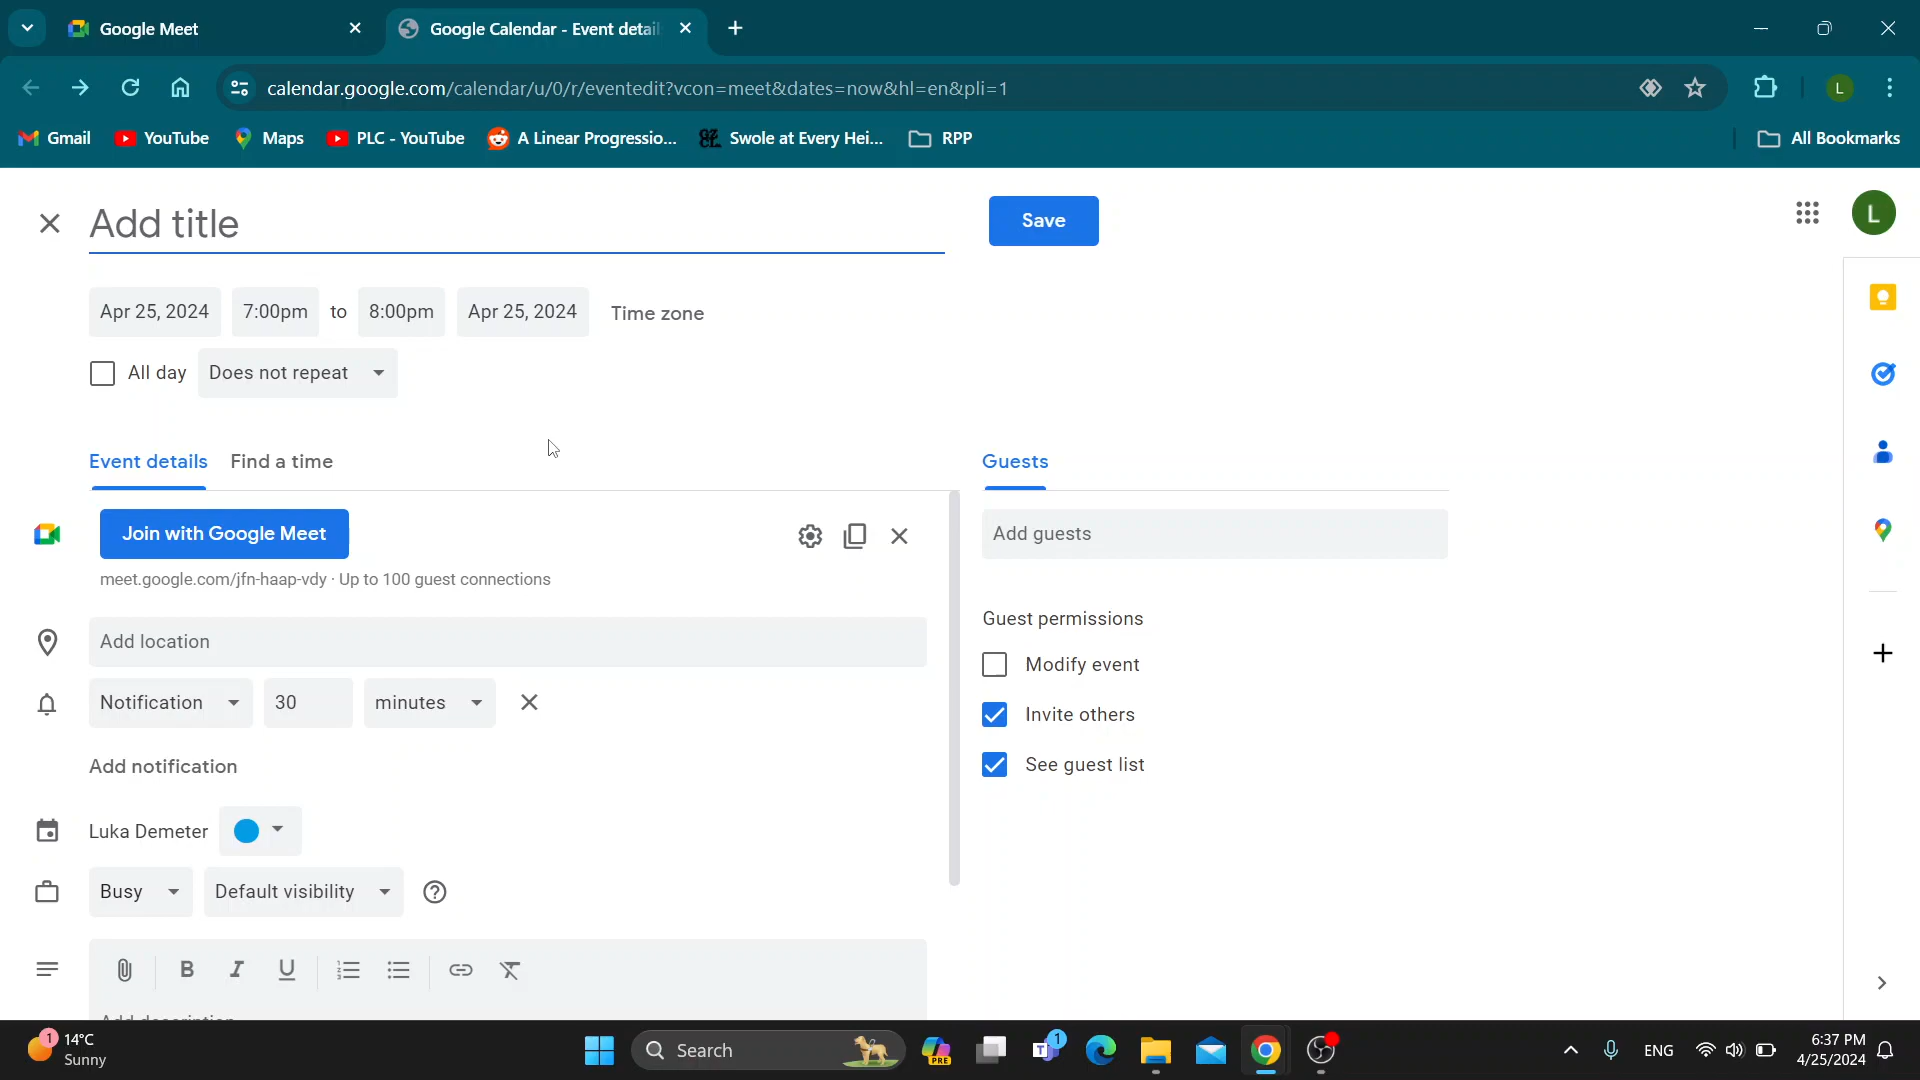 Google Meet
Google Calendar - Event detail
calendar.google.com/calendar/u/0/r/eventedit?vcon=meet&dates=now&hl=en&pli=1
L
Gmail
YouTube
Maps
PLC - YouTube
A Linear Progressio...
Swole at Every Hei...
RPP
All Bookmarks
Add title
Save
L
Apr 25, 2024
7:00pm
to
8:00pm
Apr 25, 2024
Time zone
All day
Does not repeat
Event details
Find a time
Guests
Join with Google Meet
Add guests
meet.google.com/jfn-haap-vdy · Up to 100 guest connections
Guest permissions
Add location
Modify event
Notification
30
minutes
Invite others
Add notification
See guest list
Luka Demeter
Busy
Default visibility
B
I
U
1
14°C
Sunny
Search
PRE
T
1
ENG
6:37 PM
4/25/2024